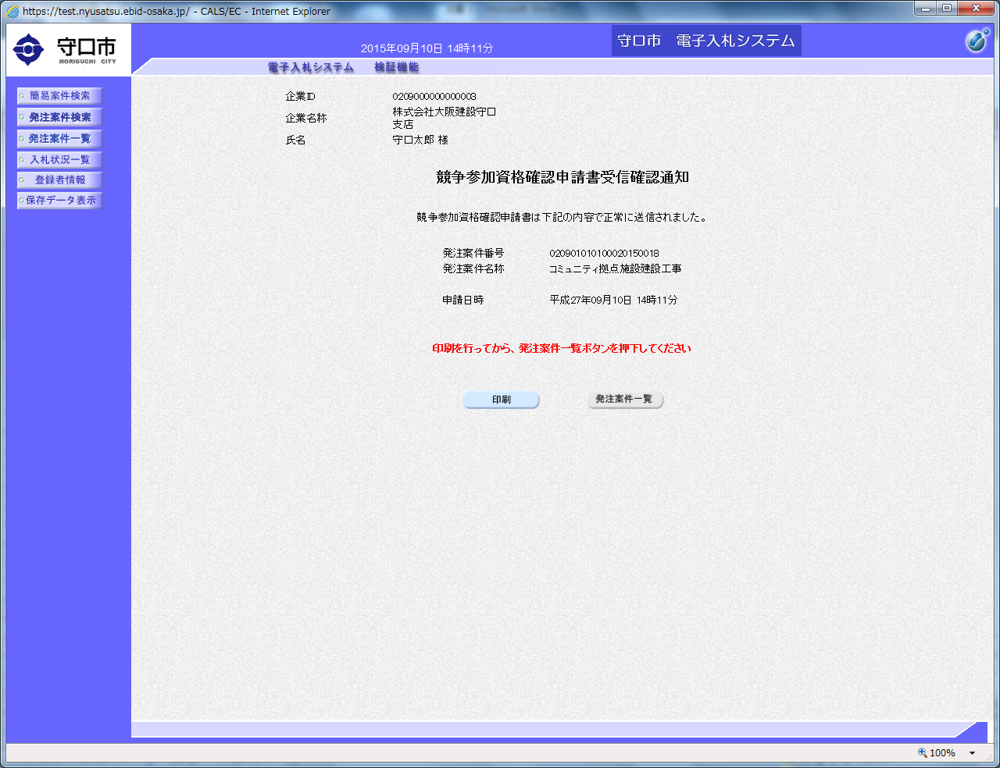 https://test.nyusatsu.ebid-osaka.jp/ - CALS/EC - Internet Explorer
守口市
MORIGUCHI CITY
2015年09月10日 14時11分
守口市 電子入札システム
電子入札システム 検証機能
簡易案件検索
発注案件検索
発注案件一覧
入札状況一覧
登録者情報
保存データ表示
企業ID 0209000000000003
企業名称 株式会社大阪建設守口
支店
氏名 守口太郎 様
競争参加資格確認申請書受信確認通知
競争参加資格確認申請書は下記の内容で正常に送信されました。
発注案件番号 020901010100020150018
発注案件名称 コミュニティ拠点施設建設工事
申請日時 平成27年09月10日 14時11分
印刷を行ってから、発注案件一覧ボタンを押下してください
印刷 発注案件一覧
100%